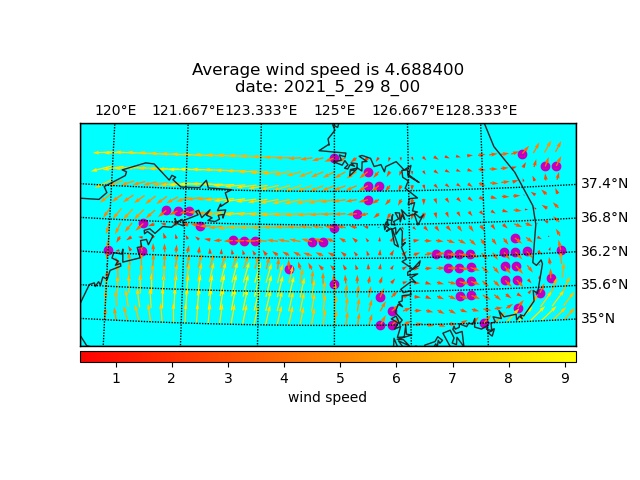 Average wind speed is 4.688400
date: 2021_5_29 8_00
120°E 121.667°E 123.333°E 125°E 126.667°E 128.333°E
37.4°N
36.8°N
36.2°N
35.6°N
35°N
1 2 3 4 5 6 7 8 9
wind speed